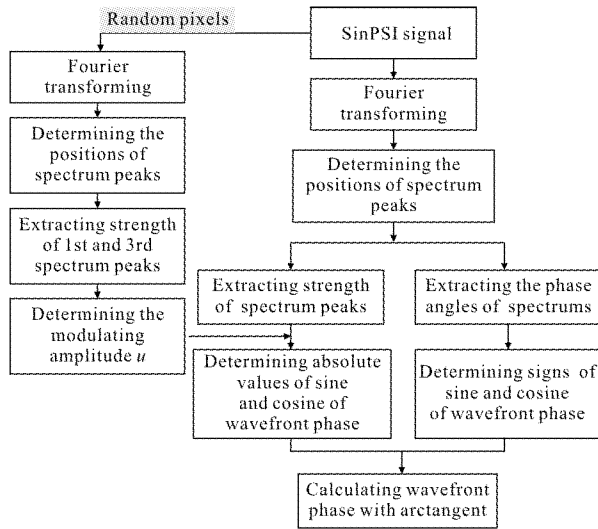 Random pixels
SinPSI signal
Fourier
transforming
Determining the
positions of
spectrum peaks
Extracting strength
of 1st and 3rd
spectrum peaks
Determining the
modulating
amplitude u
Fourier
transforming
Determining the
positions of spectrum
peaks
Extracting strength
of spectrum peaks
Determining absolute
values of sine
and cosine of
wavefront phase
Extracting the phase
angles of spectrums
Determining signs of
sine and cosine
of wavefront phase
Calculating wavefront
phase with arctangent